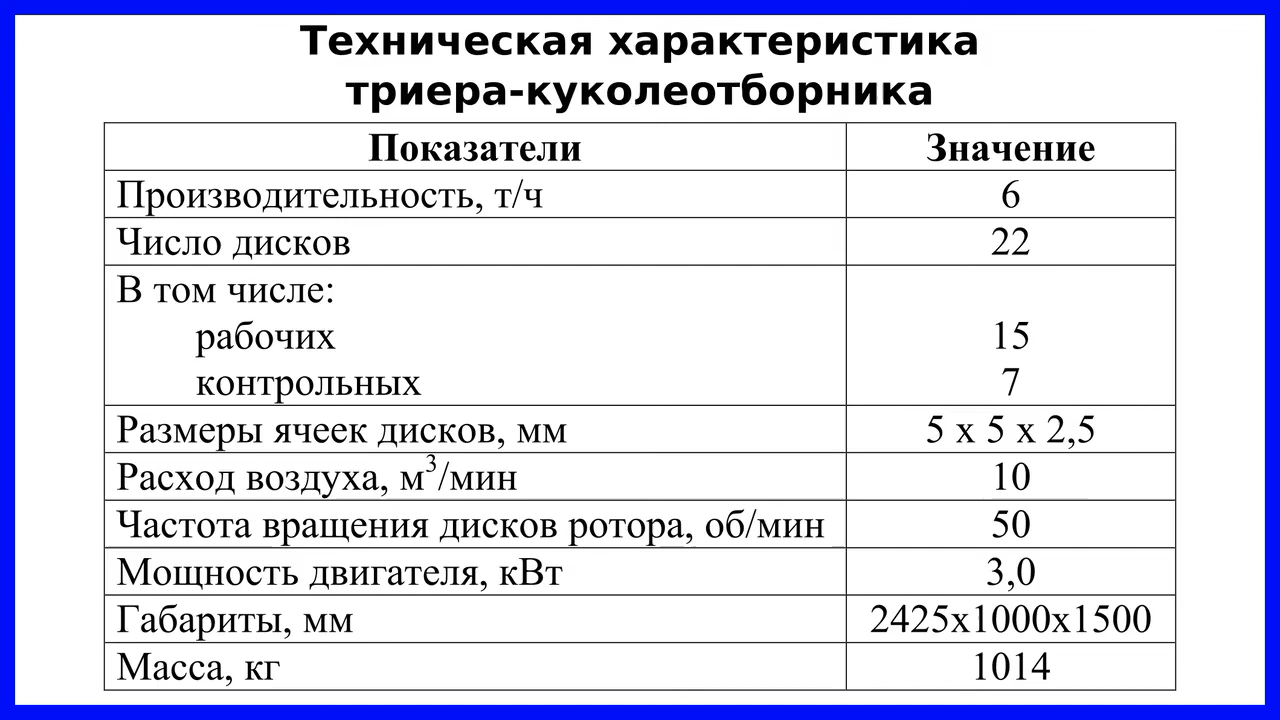 Техническая характеристика
триера-куколеотборника
Показатели Значение
Производительность, т/ч 6
Число дисков 22
В том числе:
рабочих 15
контрольных 7
Размеры ячеек дисков, мм 5 х 5 х 2,5
Расход воздуха, м³/мин 10
Частота вращения дисков ротора, об/мин 50
Мощность двигателя, кВт 3,0
Габариты, мм 2425х1000х1500
Масса, кг 1014